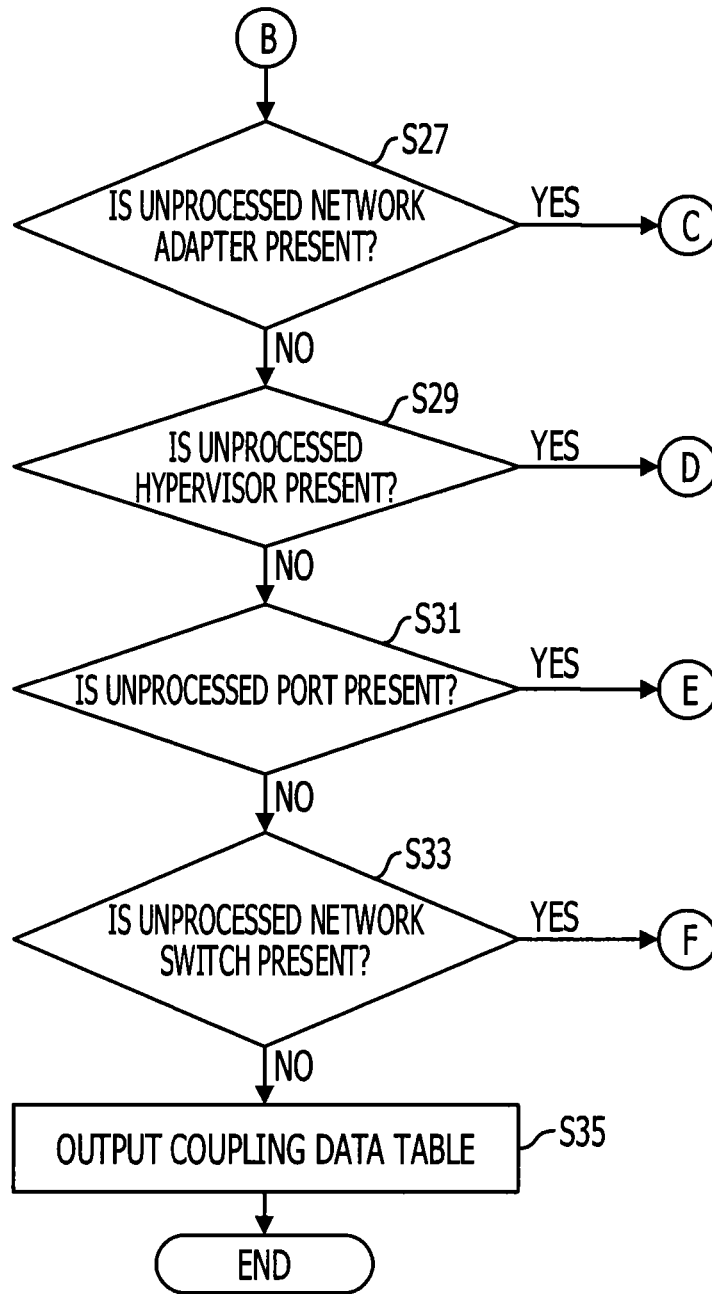 B
S27
IS UNPROCESSED NETWORK
ADAPTER PRESENT?
YES
C
NO
S29
IS UNPROCESSED
HYPERVISOR PRESENT?
YES
D
NO
S31
IS UNPROCESSED PORT PRESENT?
YES
E
NO
S33
IS UNPROCESSED NETWORK
SWITCH PRESENT?
YES
F
NO
OUTPUT COUPLING DATA TABLE
S35
END